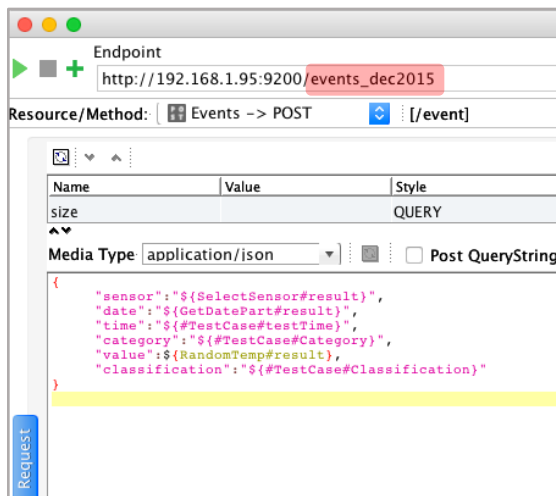 Endpoint
http://192.168.1.95:9200/events_dec2015
Resource/Method: Events -> POST [/event]
Name Value Style
size QUERY
Media Type application/json Post QueryString
{
"sensor":"${SelectSensor#result}",
"date":"${GetDatePart#result}",
"time":"${#TestCase#testTime}",
"category":"${#TestCase#Category}",
"value":${RandomTemp#result},
"classification":"${#TestCase#Classification}"
}
Request